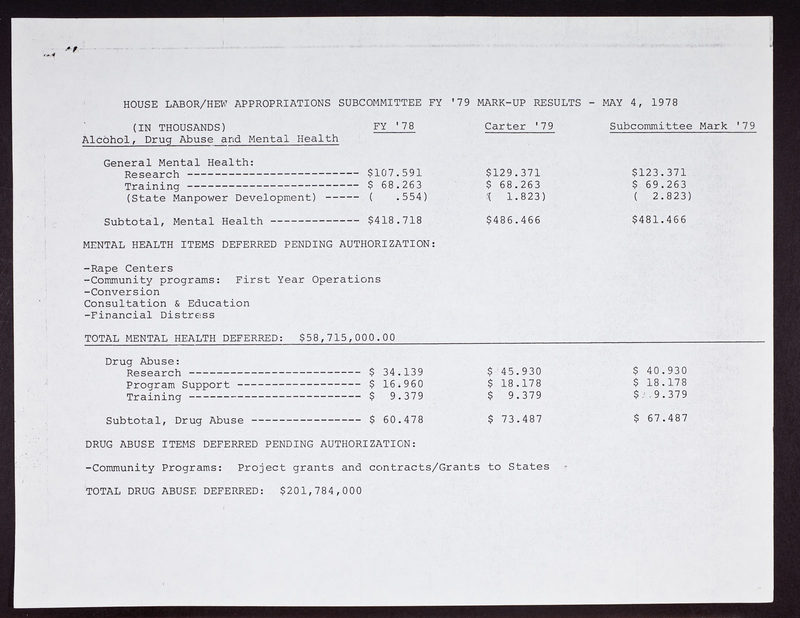 HOUSE LABOR/HEW APPROPRIATIONS SUBCOMMITTEE FY '79 MARK-UP RESULTS - MAY 4, 1978
(IN THOUSANDS) FY '78 Carter '79 Subcommittee Mark '79
Alcohol, Drug Abuse and Mental Health
General Mental Health:
Research ------------------------- $107.591 $129.371 $123.371
Training ------------------------- $ 68.263 $ 68.263 $ 69.263
(State Manpower Development) ----- ( .554) ( 1.823) ( 2.823)
Subtotal, Mental Health ------------- $418.718 $486.466 $481.466
MENTAL HEALTH ITEMS DEFERRED PENDING AUTHORIZATION:
-Rape Centers
-Community programs: First Year Operations
-Conversion
Consultation & Education
-Financial Distress
TOTAL MENTAL HEALTH DEFERRED: $58,715,000.00
Drug Abuse:
Research ------------------------- $ 34.139 $ 45.930 $ 40.930
Program Support ------------------ $ 16.960 $ 18.178 $ 18.178
Training ------------------------- $ 9.379 $ 9.379 $ 9.379
Subtotal, Drug Abuse ---------------- $ 60.478 $ 73.487 $ 67.487
DRUG ABUSE ITEMS DEFERRED PENDING AUTHORIZATION:
-Community Programs: Project grants and contracts/Grants to States
TOTAL DRUG ABUSE DEFERRED: $201,784,000